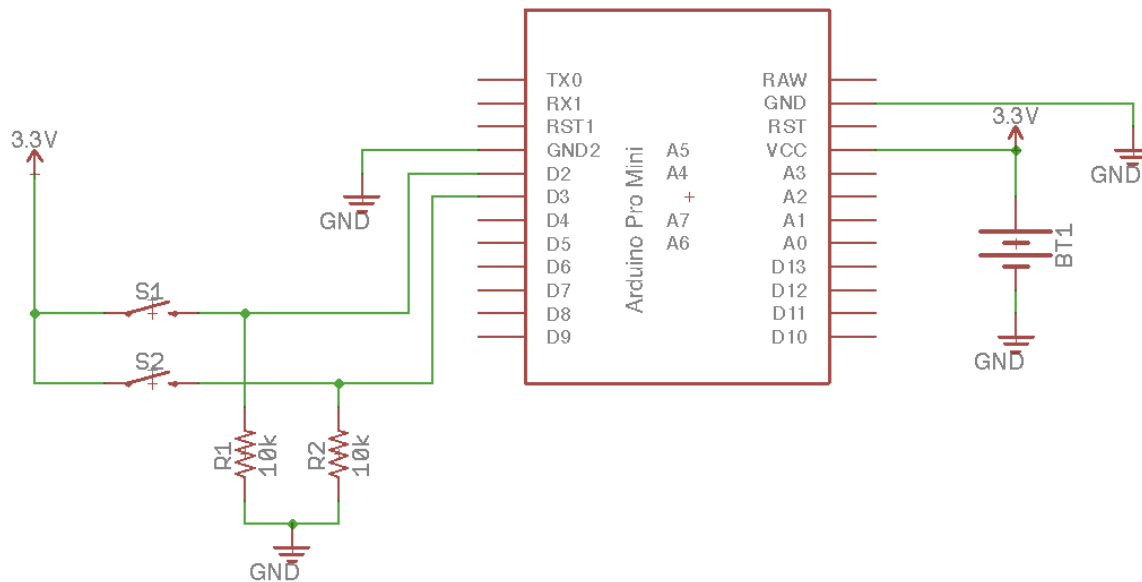 3.3V
S1
S2
R1
10k
R2
10k
GND
GND
TX0
RX1
RST1
GND2
D2
D3
D4
D5
D6
D7
D8
D9
Arduino Pro Mini
A5
A4
A7
A6
RAW
GND
RST
VCC
A3
A2
A1
A0
D13
D12
D11
D10
3.3V
BT1
GND
GND